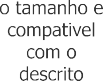 o tamanho e
compativel
com o
descrito